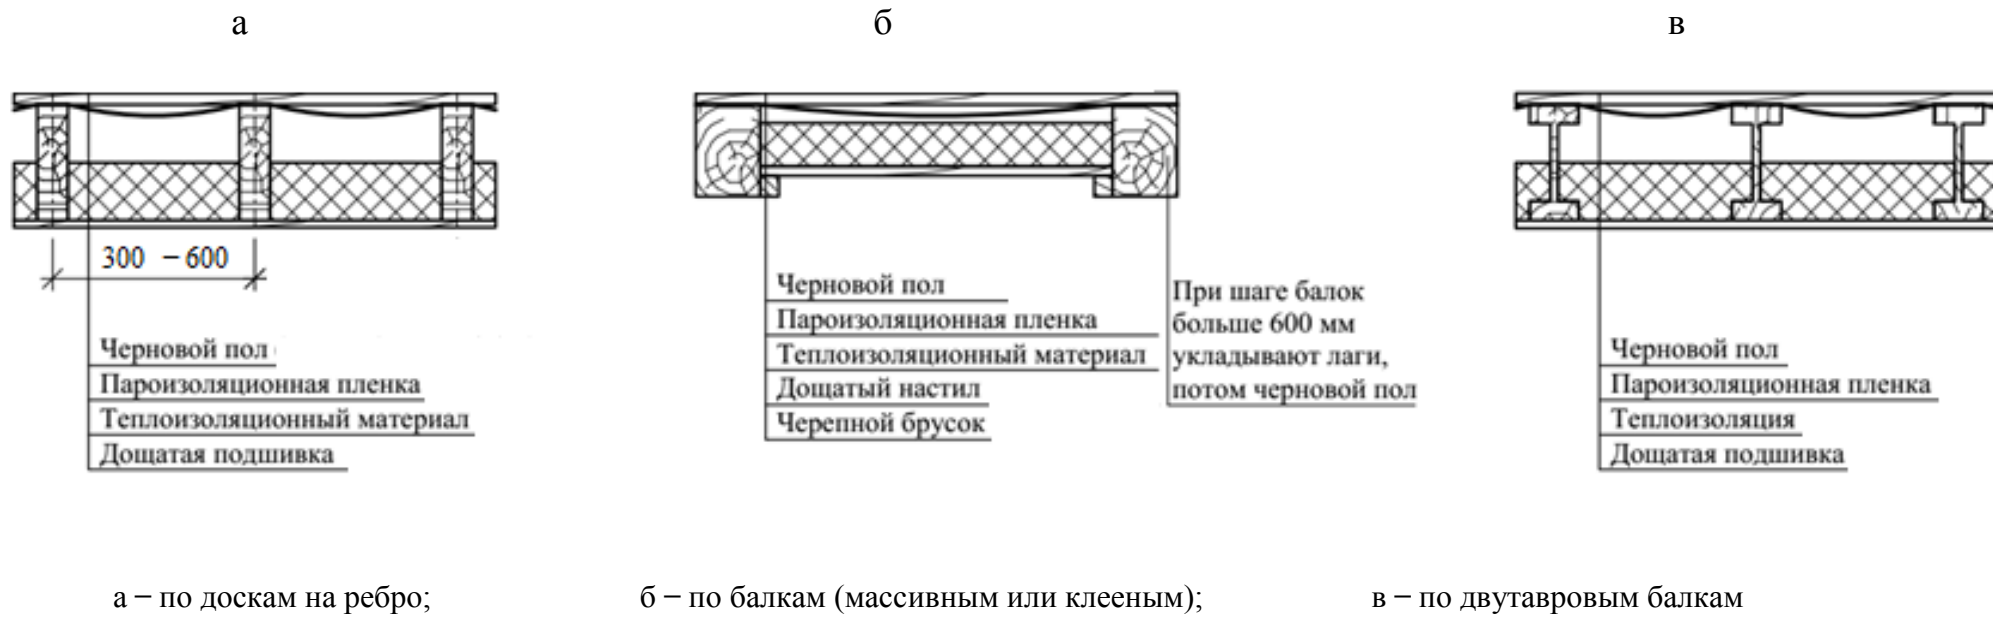 а
б
в
300 – 600
Черновой пол
Пароизоляционная пленка
Теплоизоляционный материал
Дощатая подшивка
Черновой пол
Пароизоляционная пленка
Теплоизоляционный материал
Дощатый настил
Черепной брусок
При шаге балок
больше 600 мм
укладывают лаги,
потом черновой пол
Черновой пол
Пароизоляционная пленка
Теплоизоляция
Дощатая подшивка
а – по доскам на ребро;
б – по балкам (массивным или клееным);
в – по двутавровым балкам